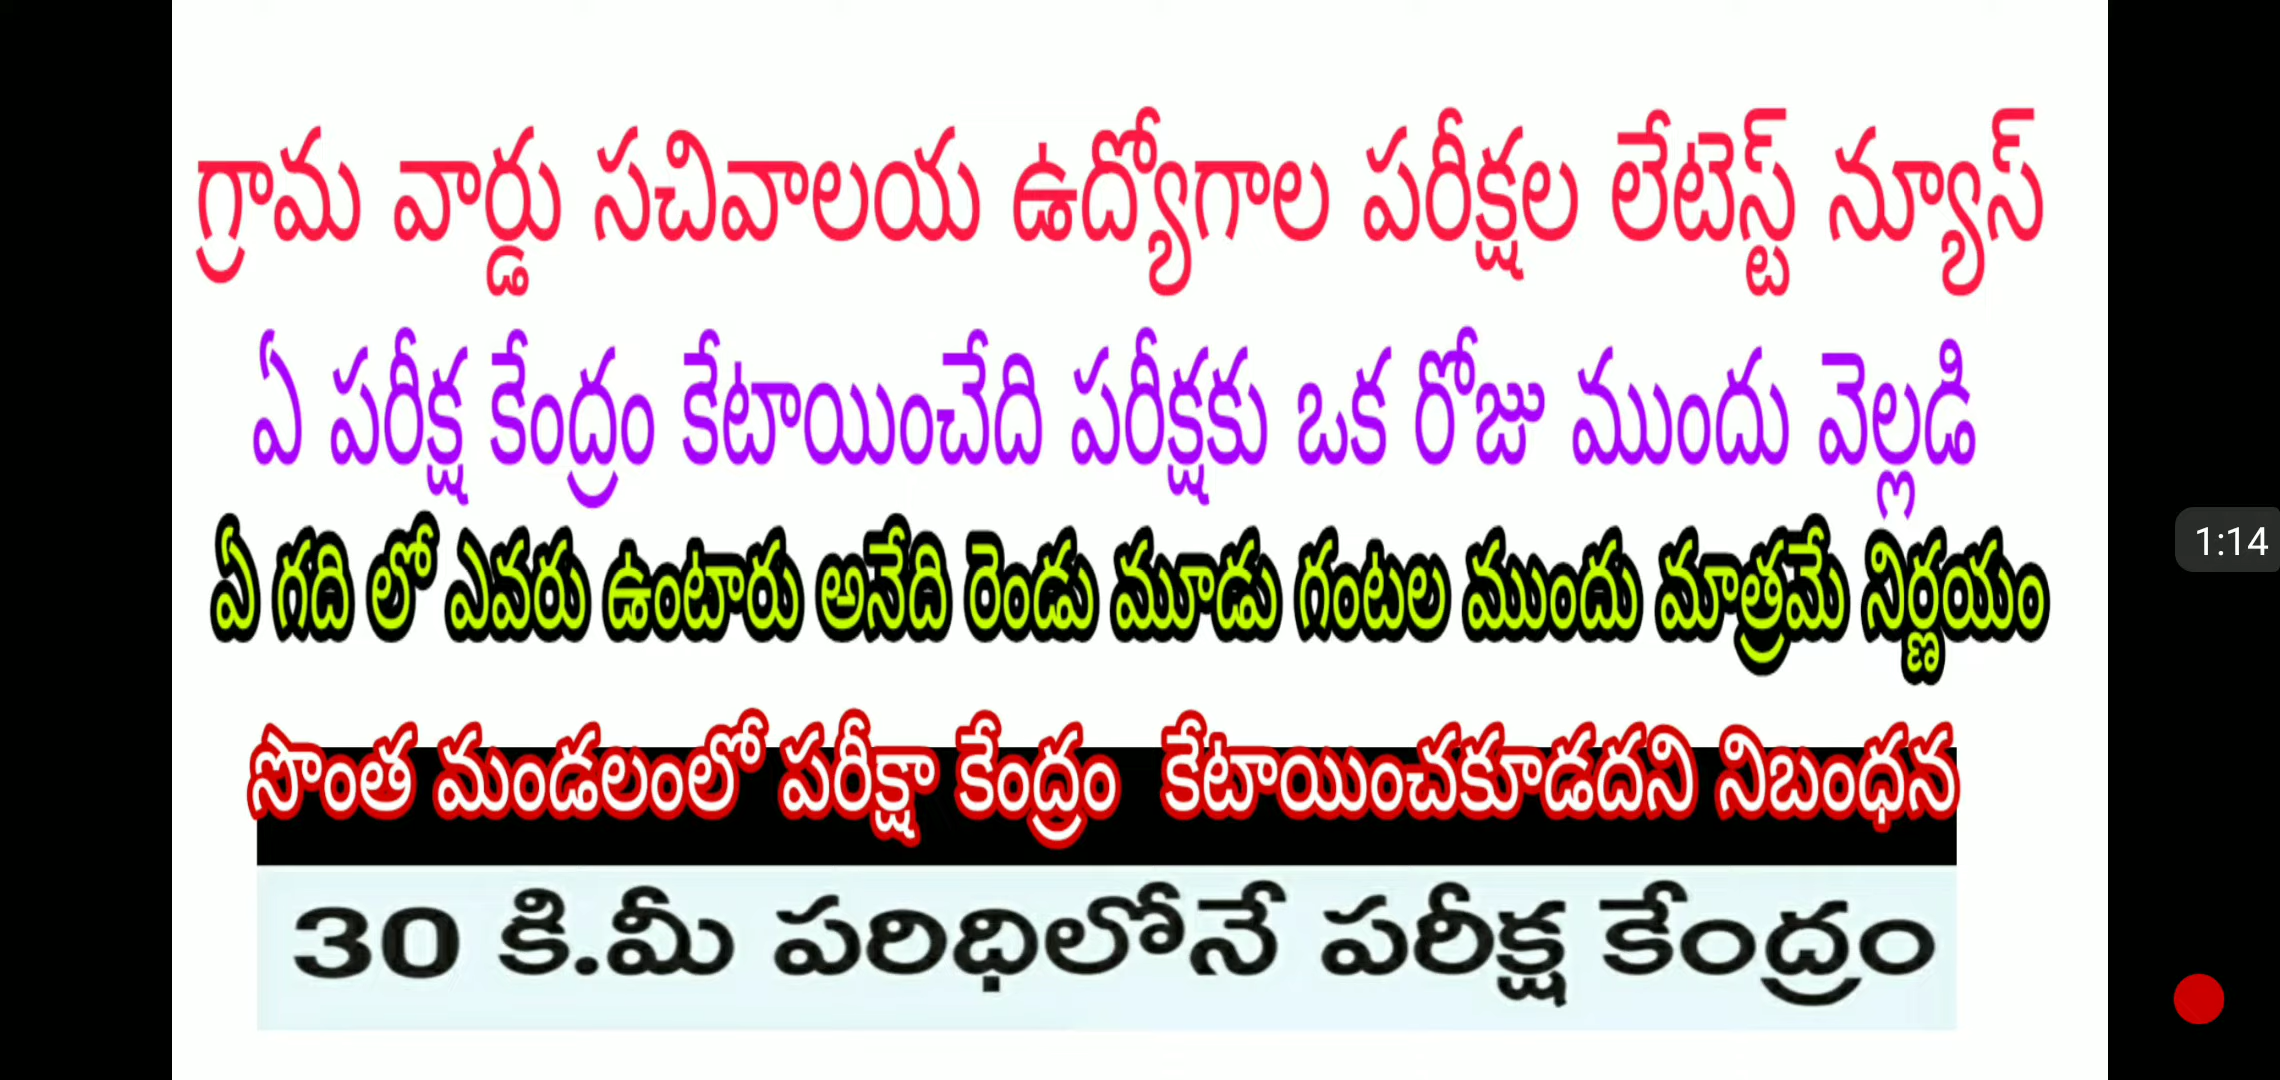 గ్రామ వార్డు సచివాలయ ఉద్యోగాల పరీక్షల లేటెస్ట్ న్యూస్
ఏ పరీక్ష కేంద్రం కేటాయించేది పరీక్షకు ఒక రోజు ముందు వెల్లడి
ఏ గది లో ఎవరు ఉంటారు అనేది రెండు మూడు గంటల ముందు మాత్రమే నిర్ణయం
1:14
సొంత మండలంలో పరీక్షా కేంద్రం కేటాయించకూడదని నిబంధన
30 కి.మీ పరిధిలోనే పరీక్ష కేంద్రం